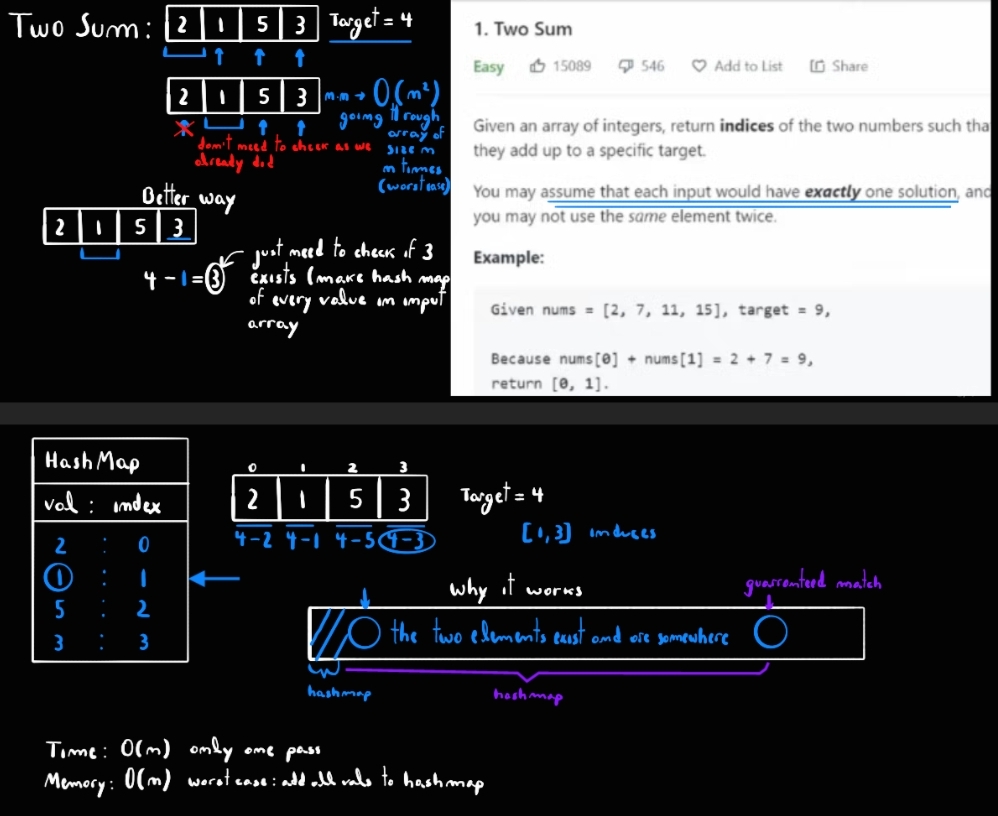 Two Sum: 2 1 5 3 Target = 4
2 1 5 3 n·n → O(n²)
going through
array of
size n
n times
(worst case)
don't need to check as we
already did
Better way
2 1 5 3
4 - 1 = 3
just need to check if 3
exists (make hash map
of every value in input
array
1. Two Sum
Easy 15089 546 Add to List Share
Given an array of integers, return indices of the two numbers such tha
they add up to a specific target.
You may assume that each input would have exactly one solution, and
you may not use the same element twice.
Example:
Given nums = [2, 7, 11, 15], target = 9,
Because nums[0] + nums[1] = 2 + 7 = 9,
return [0, 1].
HashMap
val : index
2 : 0
1 : 1
5 : 2
3 : 3
0 1 2 3
2 1 5 3
4-2 4-1 4-5 4-3
Target = 4
[1,3] indices
why it works
guarranteed match
the two elements exist and are somewhere
hashmap
hashmap
Time: O(n) only one pass
Memory: O(n) worst case: add all vals to hashmap